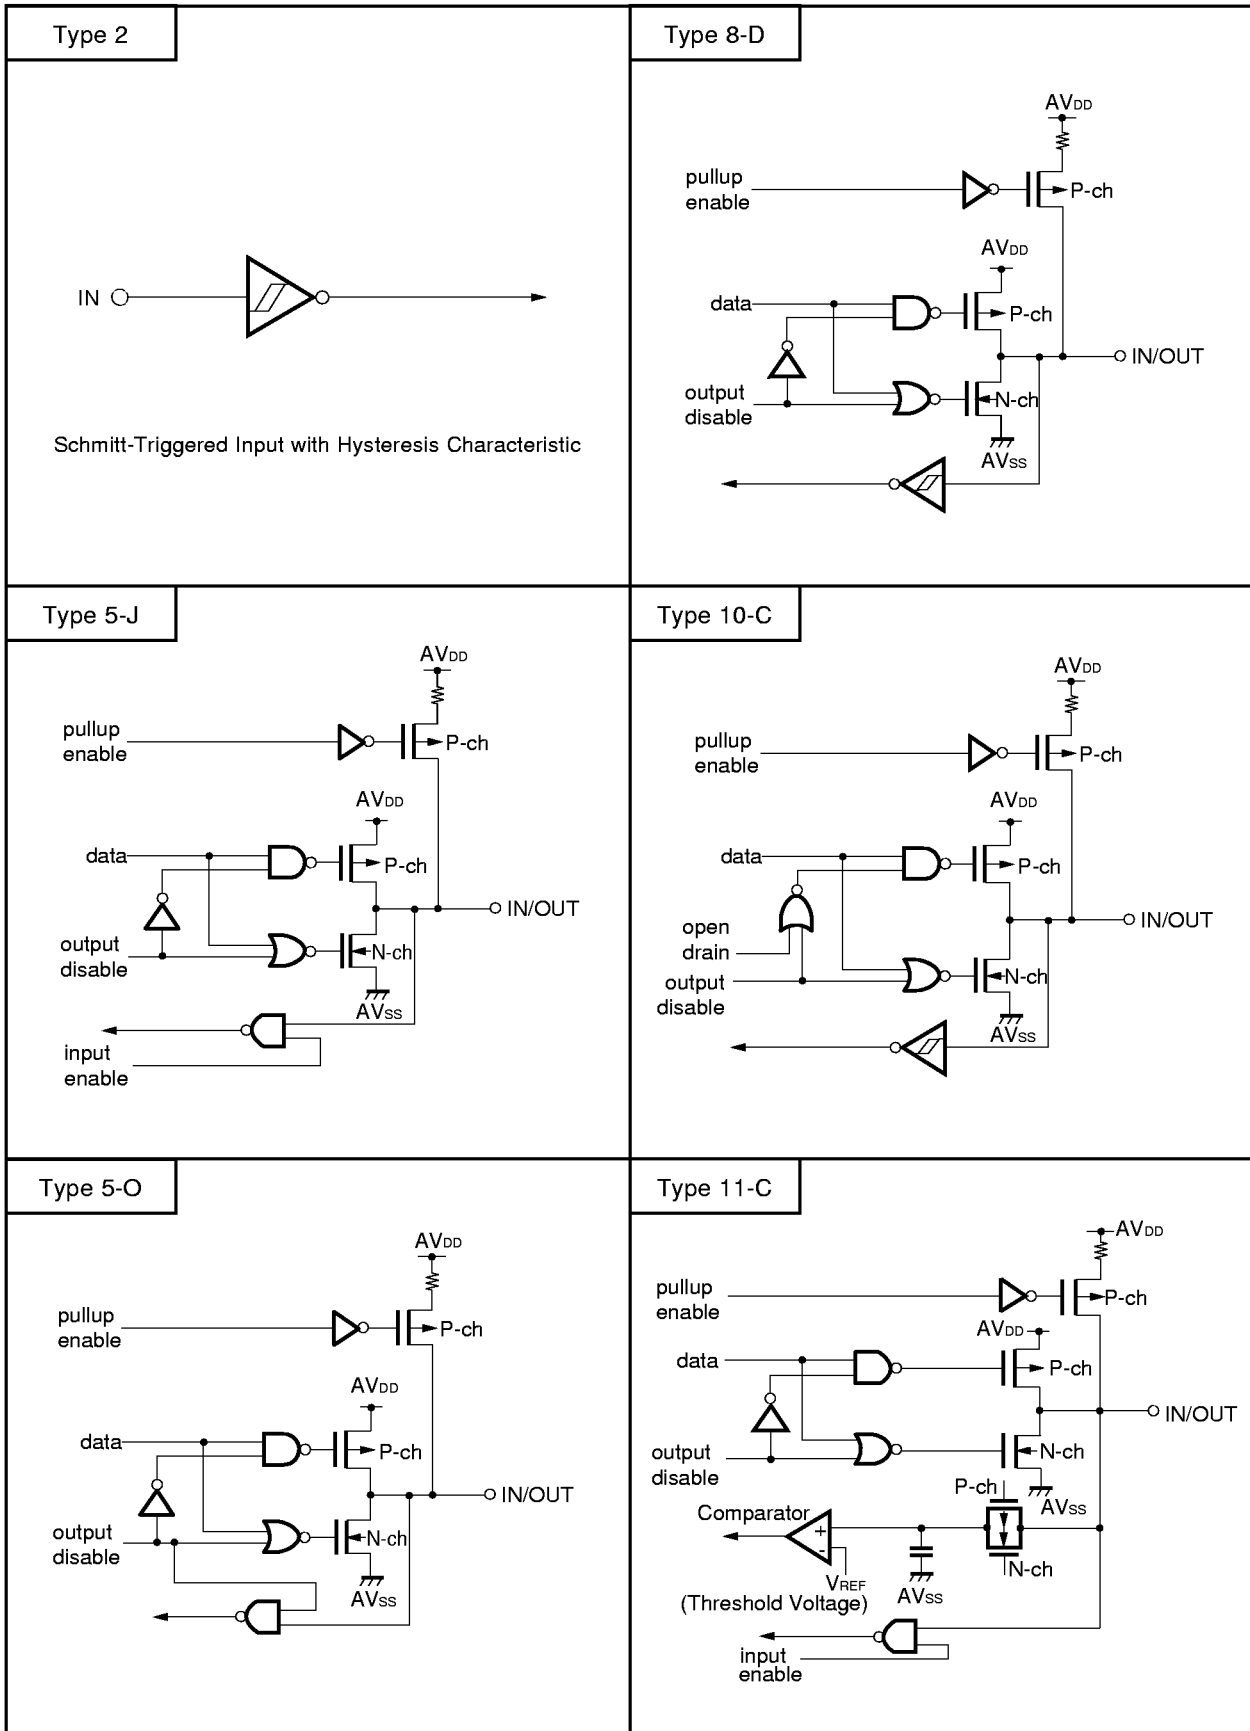 Type 2
IN
Schmitt-Triggered Input with Hysteresis Characteristic
Type 8-D
AVDD
pullup
enable
P-ch
AVDD
data
P-ch
IN/OUT
output
disable
N-ch
AVSS
Type 5-J
AVDD
pullup
enable
P-ch
AVDD
data
P-ch
IN/OUT
output
disable
N-ch
AVSS
input
enable
Type 10-C
AVDD
pullup
enable
P-ch
AVDD
data
P-ch
IN/OUT
open
drain
output
disable
N-ch
AVSS
Type 5-O
AVDD
pullup
enable
P-ch
AVDD
data
P-ch
IN/OUT
output
disable
N-ch
AVSS
Type 11-C
AVDD
pullup
enable
P-ch
AVDD
data
P-ch
IN/OUT
output
disable
N-ch
P-ch
AVSS
Comparator
+
-
N-ch
VREF
AVSS
(Threshold Voltage)
input
enable